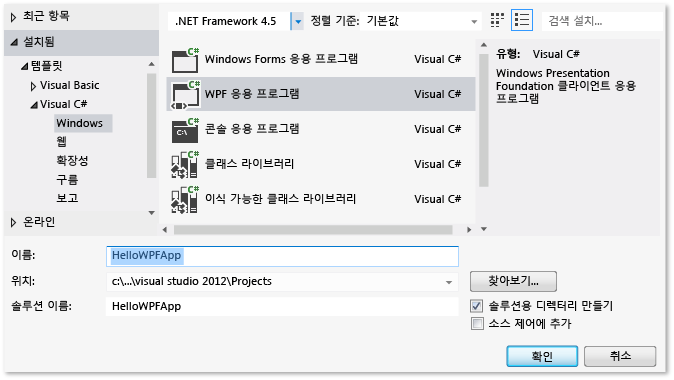 최근 항목
.NET Framework 4.5 정렬 기준: 기본값 검색 설치...
설치됨
템플릿
Visual Basic
Visual C#
Windows
웹
확장성
구름
보고
온라인
C# Windows Forms 응용 프로그램 Visual C#
C# WPF 응용 프로그램 Visual C#
C# C:\ 콘솔 응용 프로그램 Visual C#
C# 클래스 라이브러리 Visual C#
C# 이식 가능한 클래스 라이브러리 Visual C#
유형: Visual C#
Windows Presentation
Foundation 클라이언트 응용
프로그램
이름: HelloWPFApp
위치: c:\...\visual studio 2012\Projects 찾아보기...
솔루션 이름: HelloWPFApp 솔루션용 디렉터리 만들기
소스 제어에 추가
확인 취소